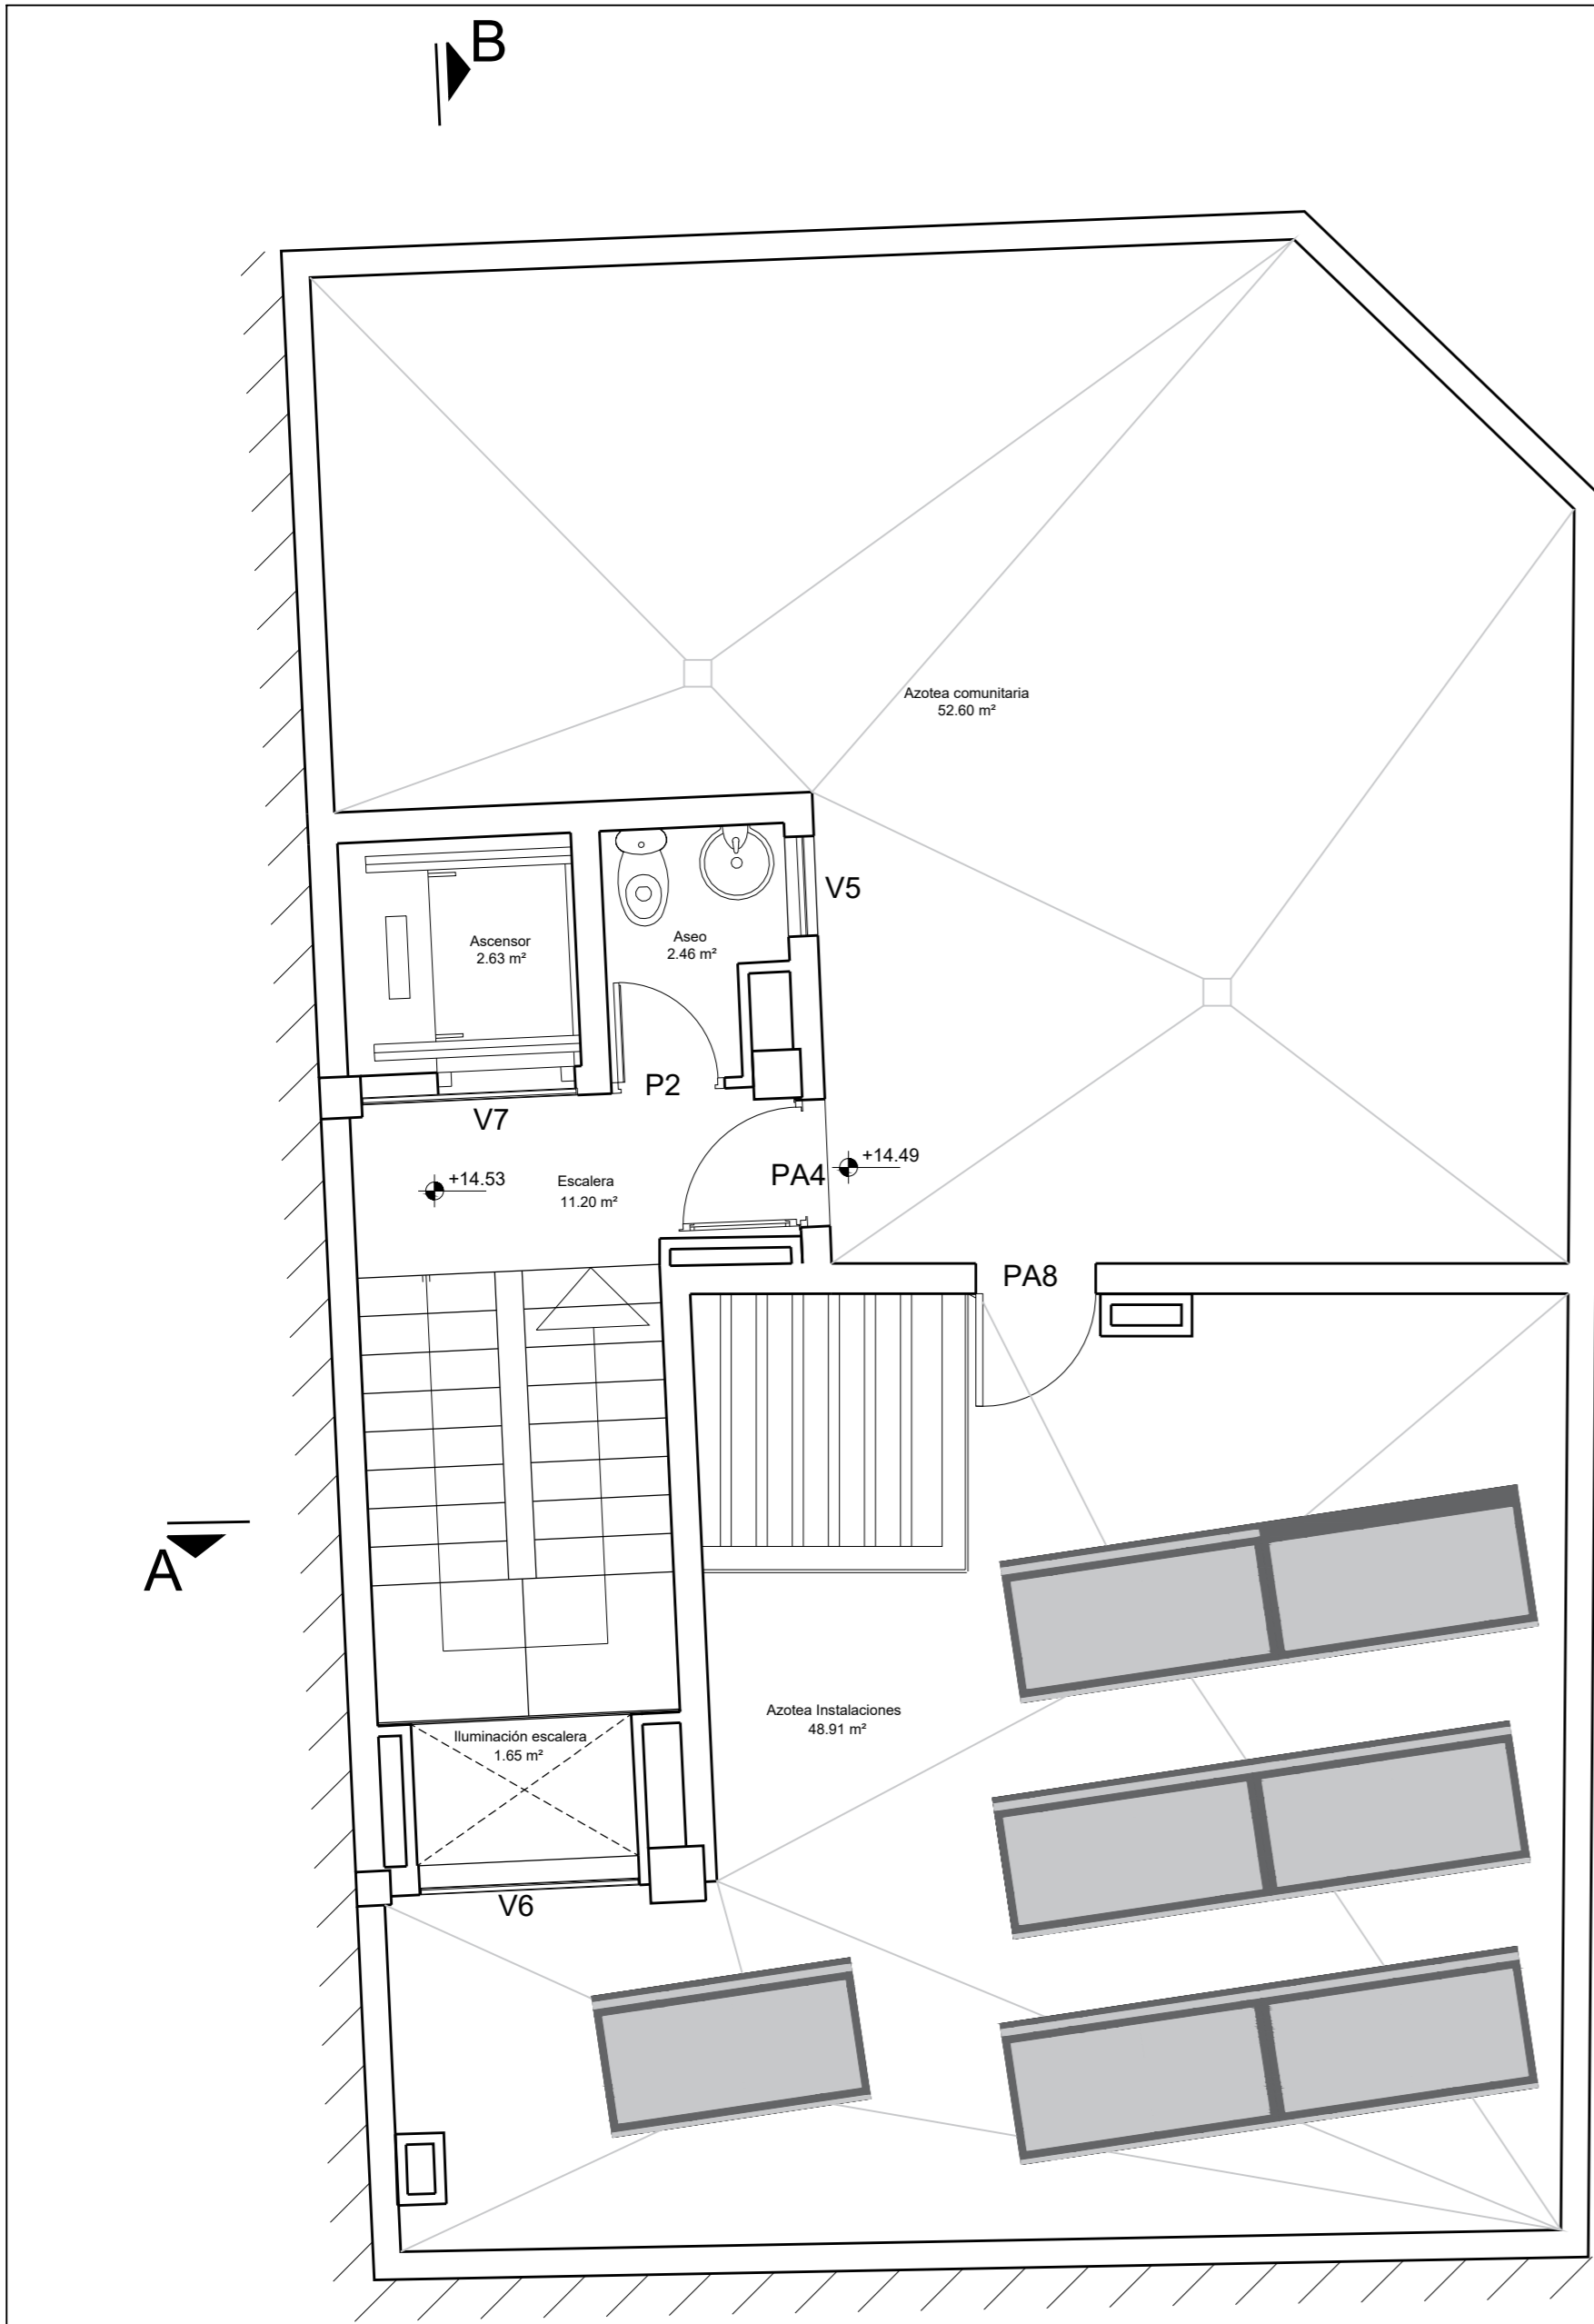 B
Azotea comunitaria
52.60 m²
V5
Ascensor
2.63 m²
Aseo
2.46 m²
P2
V7
+14.53
Escalera
11.20 m²
PA4
+14.49
PA8
A
Azotea Instalaciones
48.91 m²
Iluminación escalera
1.65 m²
V6